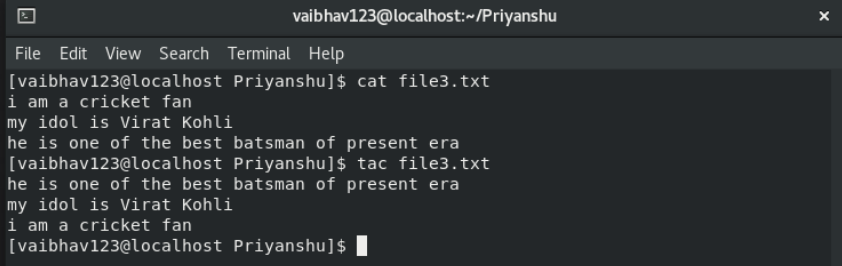 vaibhav123@localhost:~/Priyanshu
File Edit View Search Terminal Help
[vaibhav123@localhost Priyanshu]$ cat file3.txt
i am a cricket fan
my idol is Virat Kohli
he is one of the best batsman of present era
[vaibhav123@localhost Priyanshu]$ tac file3.txt
he is one of the best batsman of present era
my idol is Virat Kohli
i am a cricket fan
[vaibhav123@localhost Priyanshu]$